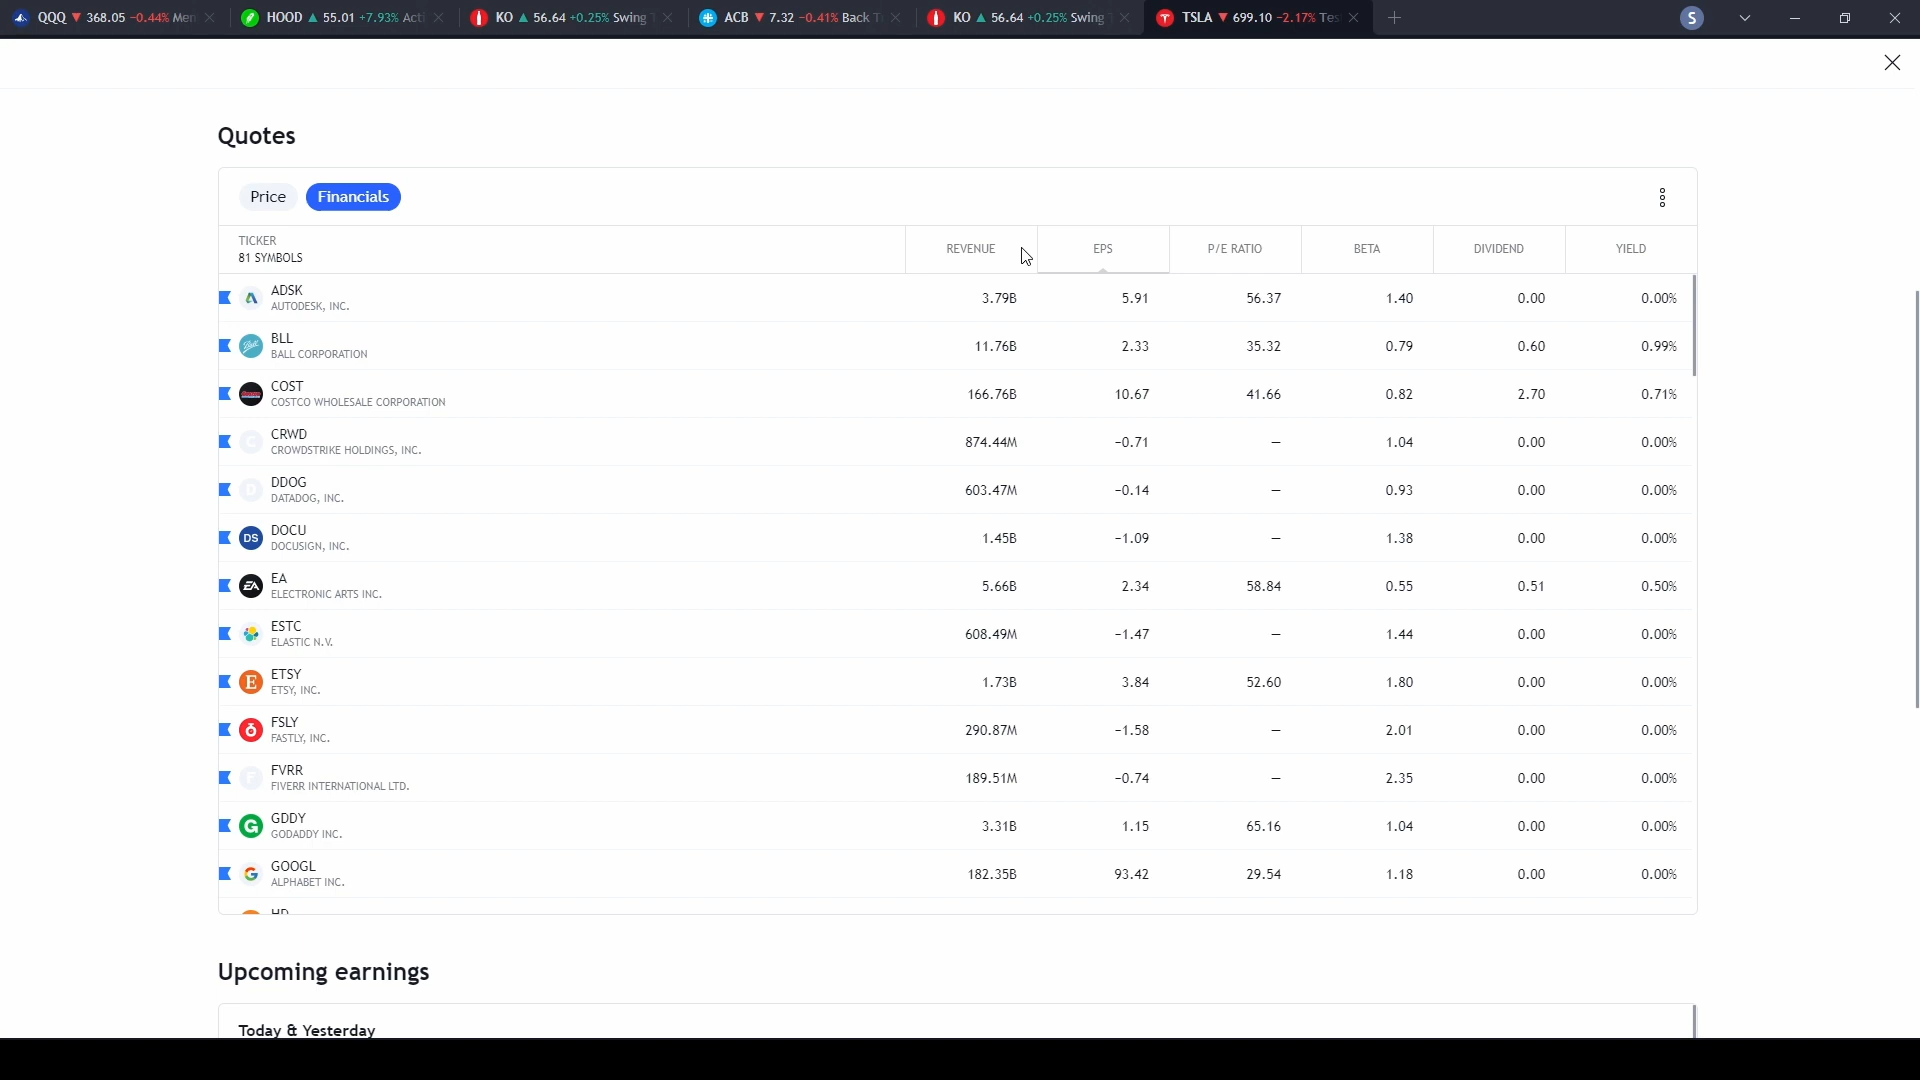 QQQ ▼ 368.05 −0.44% HOOD ▲ 55.01 +7.93% KO ▲ 56.64 +0.25% Swing ACB ▼ 7.32 −0.41% Back KO ▲ 56.64 +0.25% Swing TSLA ▼ 699.10 −2.17% S
Quotes
Price Financials
TICKER
81 SYMBOLS
REVENUE EPS P/E RATIO BETA DIVIDEND YIELD
ADSK
AUTODESK, INC.
3.79B 5.91 56.37 1.40 0.00 0.00%
BLL
BALL CORPORATION
11.76B 2.33 35.32 0.79 0.60 0.99%
COST
COSTCO WHOLESALE CORPORATION
166.76B 10.67 41.66 0.82 2.70 0.71%
C CRWD
CROWDSTRIKE HOLDINGS, INC.
874.44M −0.71 — 1.04 0.00 0.00%
D DDOG
DATADOG, INC.
603.47M −0.14 — 0.93 0.00 0.00%
DS DOCU
DOCUSIGN, INC.
1.45B −1.09 — 1.38 0.00 0.00%
EA EA
ELECTRONIC ARTS INC.
5.66B 2.34 58.84 0.55 0.51 0.50%
ESTC
ELASTIC N.V.
608.49M −1.47 — 1.44 0.00 0.00%
E ETSY
ETSY, INC.
1.73B 3.84 52.60 1.80 0.00 0.00%
FSLY
FASTLY, INC.
290.87M −1.58 — 2.01 0.00 0.00%
F FVRR
FIVERR INTERNATIONAL LTD.
189.51M −0.74 — 2.35 0.00 0.00%
G GDDY
GODADDY INC.
3.31B 1.15 65.16 1.04 0.00 0.00%
G GOOGL
ALPHABET INC.
182.35B 93.42 29.54 1.18 0.00 0.00%
HD
Upcoming earnings
Today & Yesterday